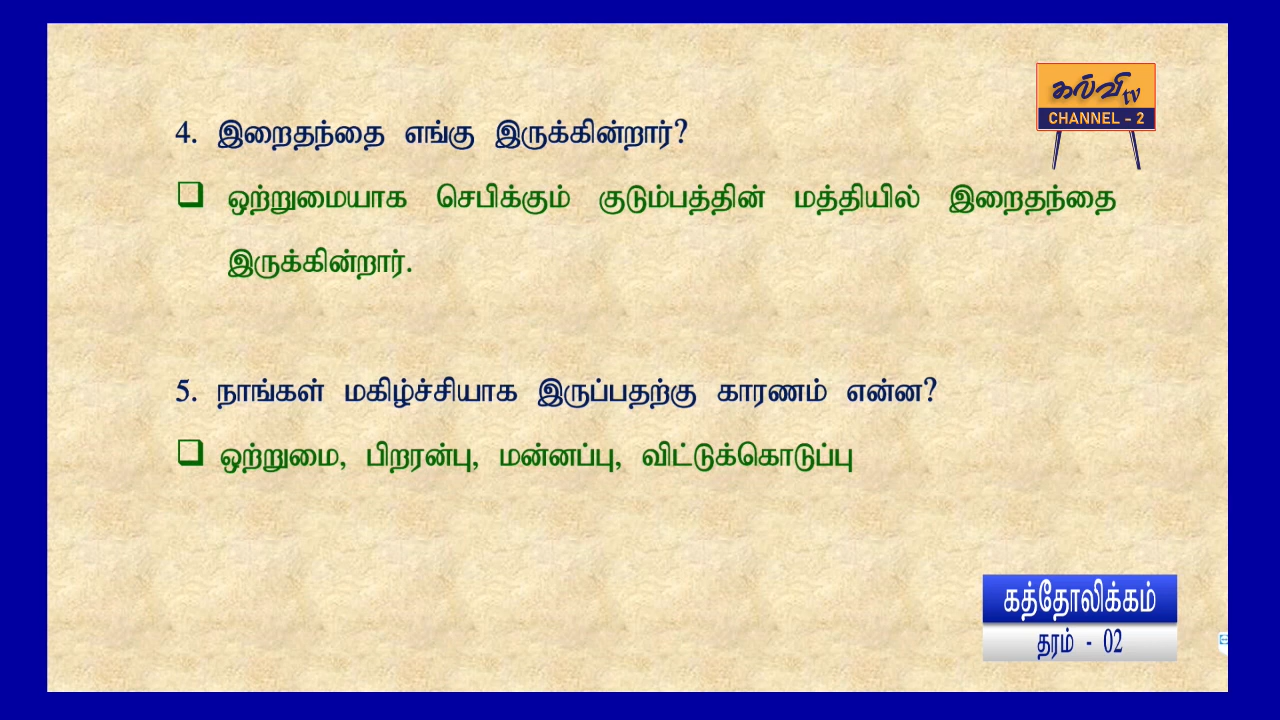 கல்வி tv
CHANNEL - 2
4. இறைதந்தை எங்கு இருக்கின்றார்?
ஒற்றுமையாக செபிக்கும் குடும்பத்தின் மத்தியில் இறைதந்தை
இருக்கின்றார்.
5. நாங்கள் மகிழ்ச்சியாக இருப்பதற்கு காரணம் என்ன?
ஒற்றுமை, பிறரன்பு, மன்னப்பு, விட்டுக்கொடுப்பு
கத்தோலிக்கம்
தரம் - 02